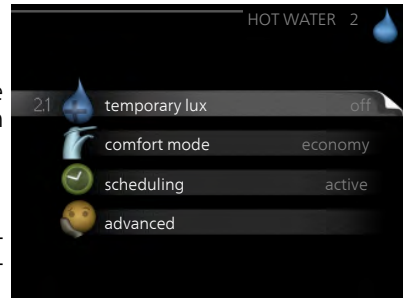 HOT WATER 2
2.1 temporary lux off
comfort mode economy
scheduling active
advanced